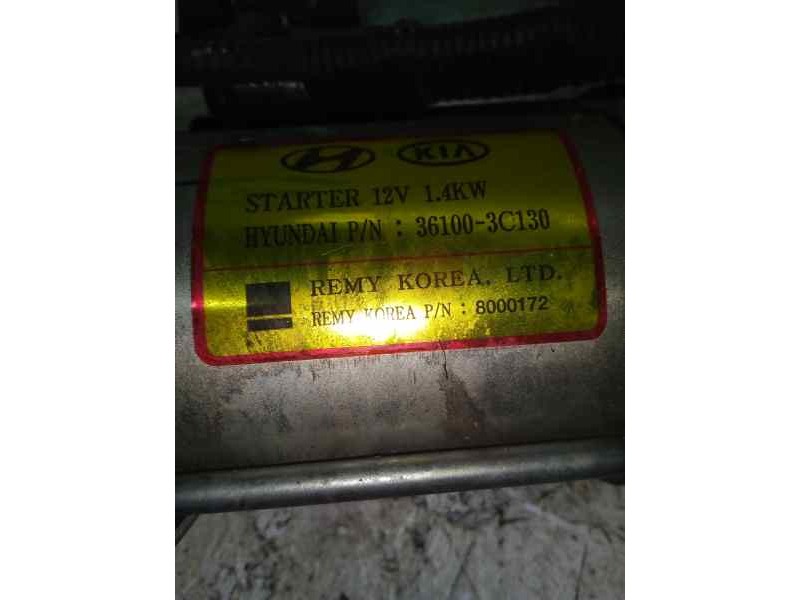 KIA
STARTER 12V 1.4KW
HYUNDAI P/N : 36100-3C130
REMY KOREA. LTD.
REMY KOREA P/N : 8000172